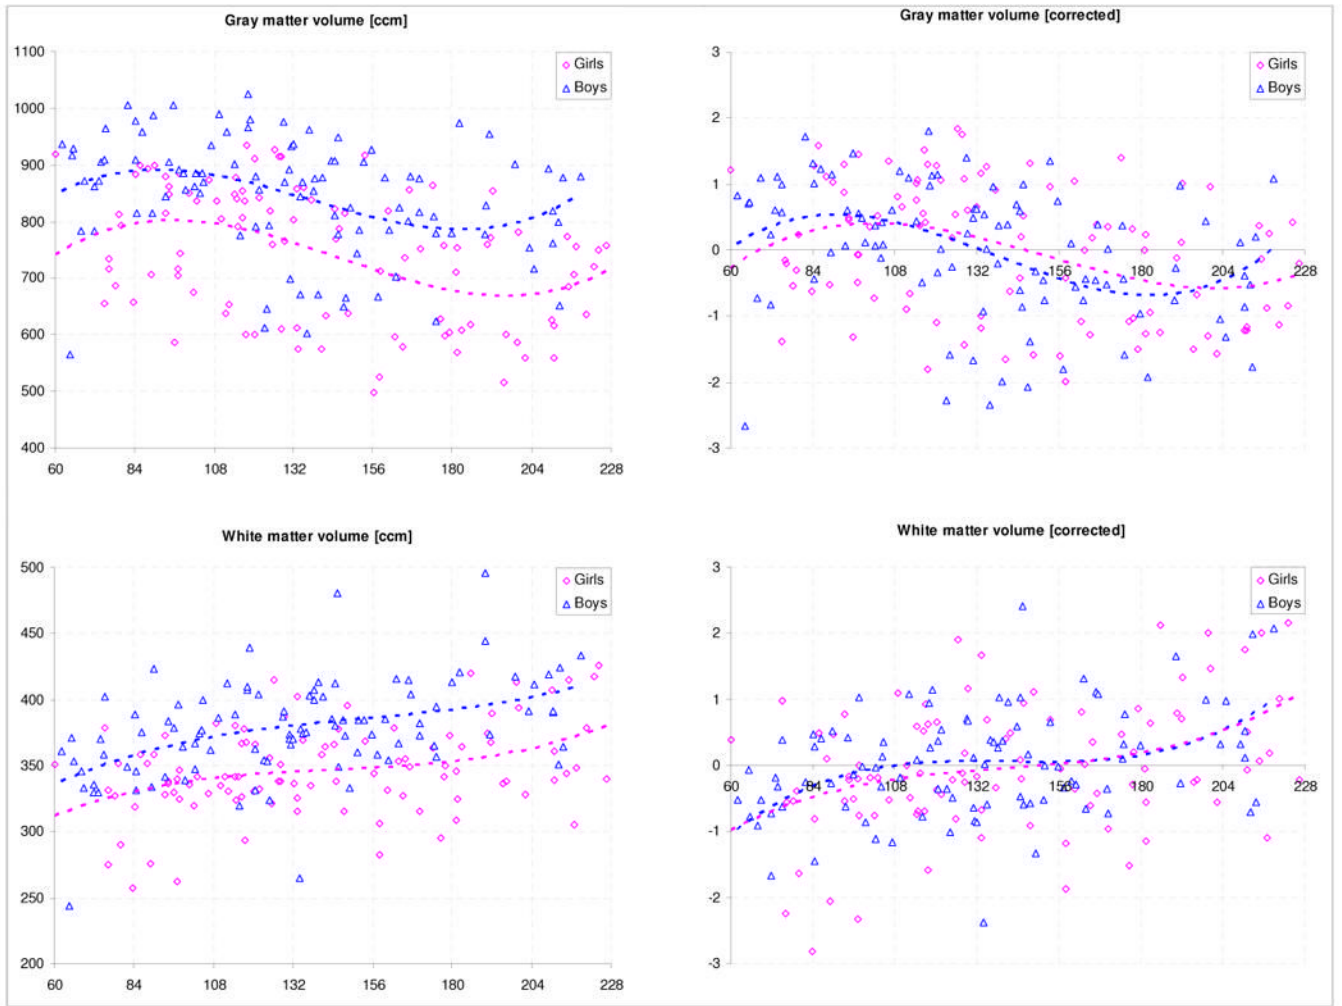 Gray matter volume [ccm]
1100
1000
900
800
700
600
500
400
60 84 108 132 156 180 204 228
Girls
Boys
Gray matter volume [corrected]
3
2
1
0
-1
-2
-3
60 84 108 132 156 180 204 228
Girls
Boys
White matter volume [ccm]
500
450
400
350
300
250
200
60 84 108 132 156 180 204 228
Girls
Boys
White matter volume [corrected]
3
2
1
0
-1
-2
-3
60 84 108 132 156 180 204 228
Girls
Boys